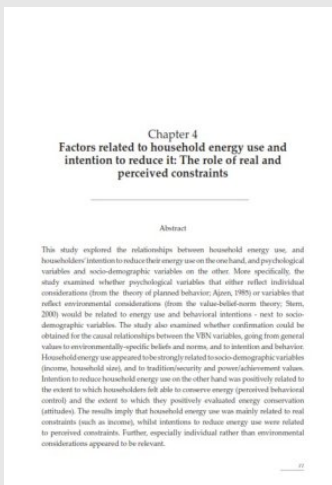 Chapter 4
Factors related to household energy use and
intention to reduce it: The role of real and
perceived constraints
Abstract
This study explored the relationships between household energy use, and
householders' intention to reduce their energy use on the one hand, and psychological
variables and socio-demographic variables on the other. More specifically, the
study examined whether psychological variables that either reflect individual
considerations (from the theory of planned behavior; Ajzen, 1985) or variables that
reflect environmental considerations (from the value-belief-norm theory; Stern,
2000) would be related to energy use and behavioral intentions - next to socio-
demographic variables. The study also examined whether confirmation could be
obtained for the causal relationships between the VBN variables, going from general
values to environmentally-specific beliefs and norms, and to intention and behavior.
Household energy use appeared to be strongly related to socio-demographic variables
(income, household size), and to tradition/security and power/achievement values.
Intention to reduce household energy use on the other hand was positively related to
the extent to which householders felt able to conserve energy (perceived behavioral
control) and the extent to which they positively evaluated energy conservation
(attitudes). The results imply that household energy use was mainly related to real
constraints (such as income), whilst intentions to reduce energy use were related
to perceived constraints. Further, especially individual rather than environmental
considerations appeared to be relevant.